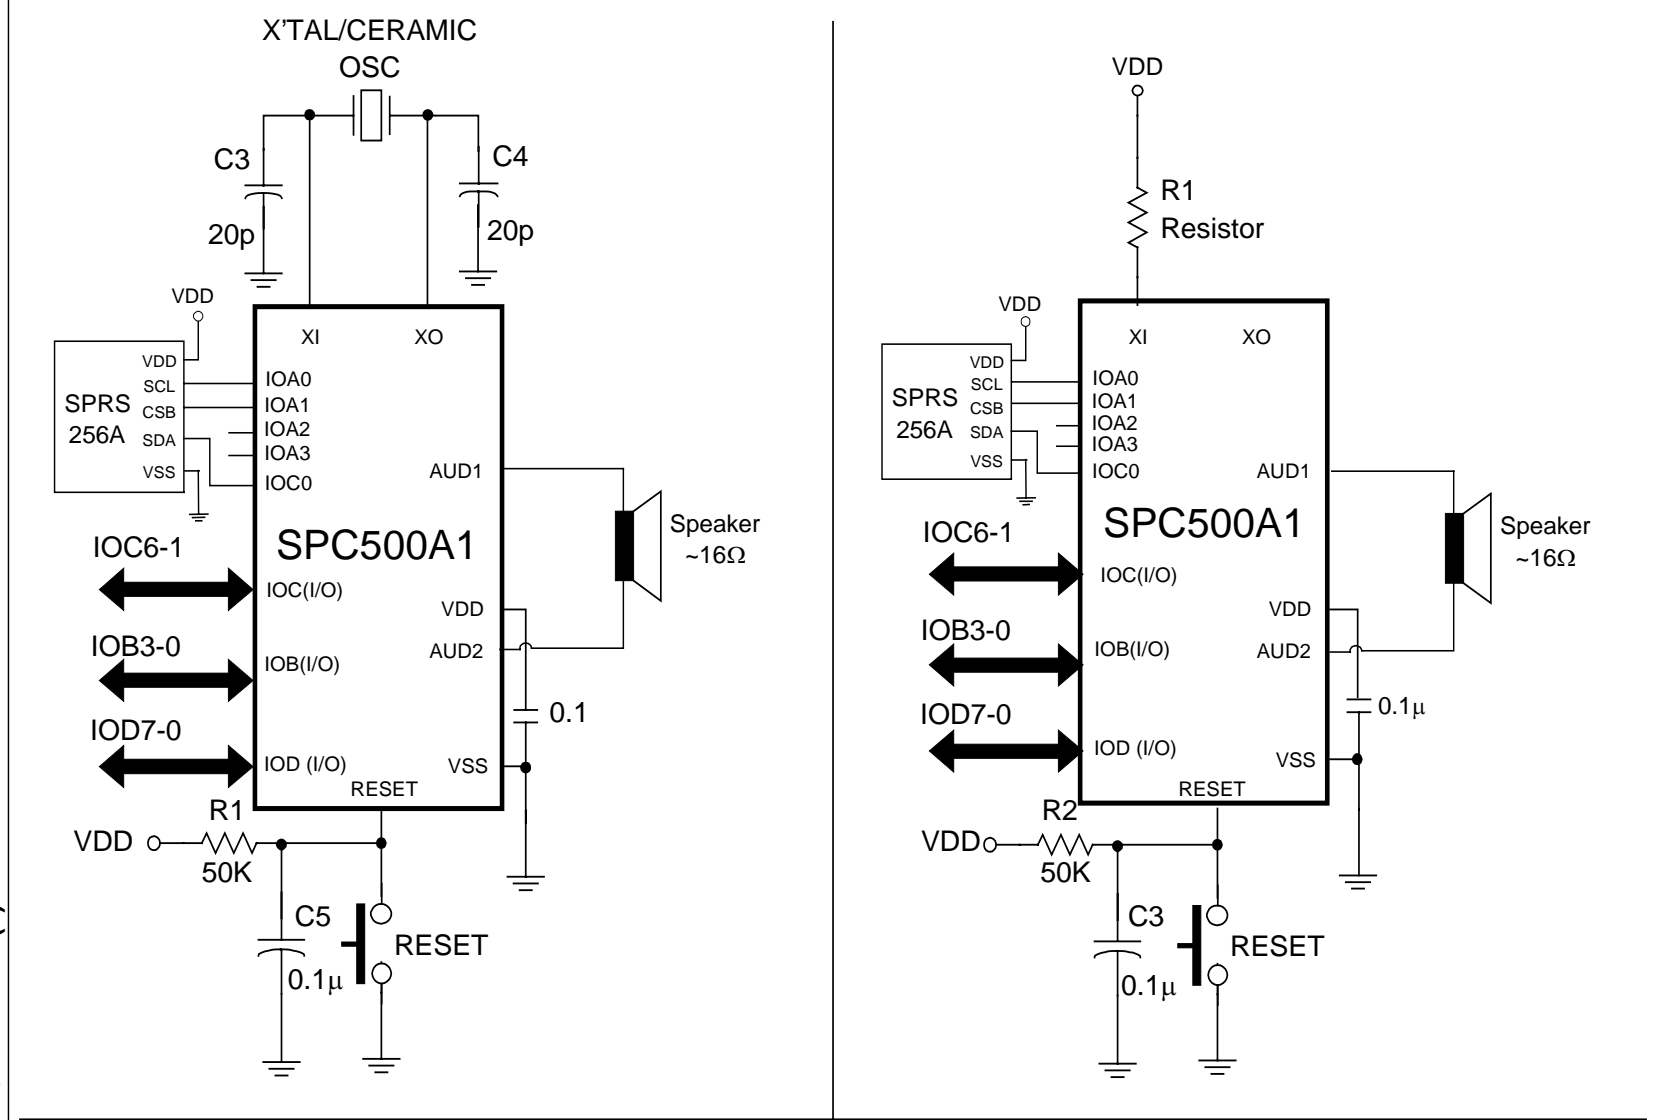 X'TAL/CERAMIC
OSC
C3
C4
20p
20p
VDD
XI
XO
VDD
SCL
CSB
SDA
VSS
SPRS
256A
IOA0
IOA1
IOA2
IOA3
IOC0
AUD1
SPC500A1
Speaker
~16Ω
IOC6-1
IOC(I/O)
VDD
IOB3-0
IOB(I/O)
AUD2
IOD7-0
0.1
IOD (I/O)
VSS
RESET
R1
VDD
50K
C5
RESET
0.1μ
VDD
R1
Resistor
VDD
XI
XO
VDD
SCL
CSB
SDA
VSS
SPRS
256A
IOA0
IOA1
IOA2
IOA3
IOC0
AUD1
SPC500A1
Speaker
~16Ω
IOC6-1
IOC(I/O)
VDD
IOB3-0
IOB(I/O)
AUD2
IOD7-0
0.1μ
IOD (I/O)
VSS
RESET
R2
VDD
50K
C3
RESET
0.1μ